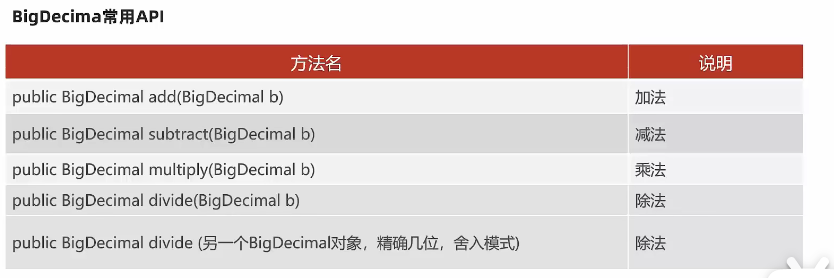 BigDecima常用API
方法名 说明
public BigDecimal add(BigDecimal b) 加法
public BigDecimal subtract(BigDecimal b) 减法
public BigDecimal multiply(BigDecimal b) 乘法
public BigDecimal divide(BigDecimal b) 除法
public BigDecimal divide (另一个BigDecimal对象，精确几位，舍入模式) 除法